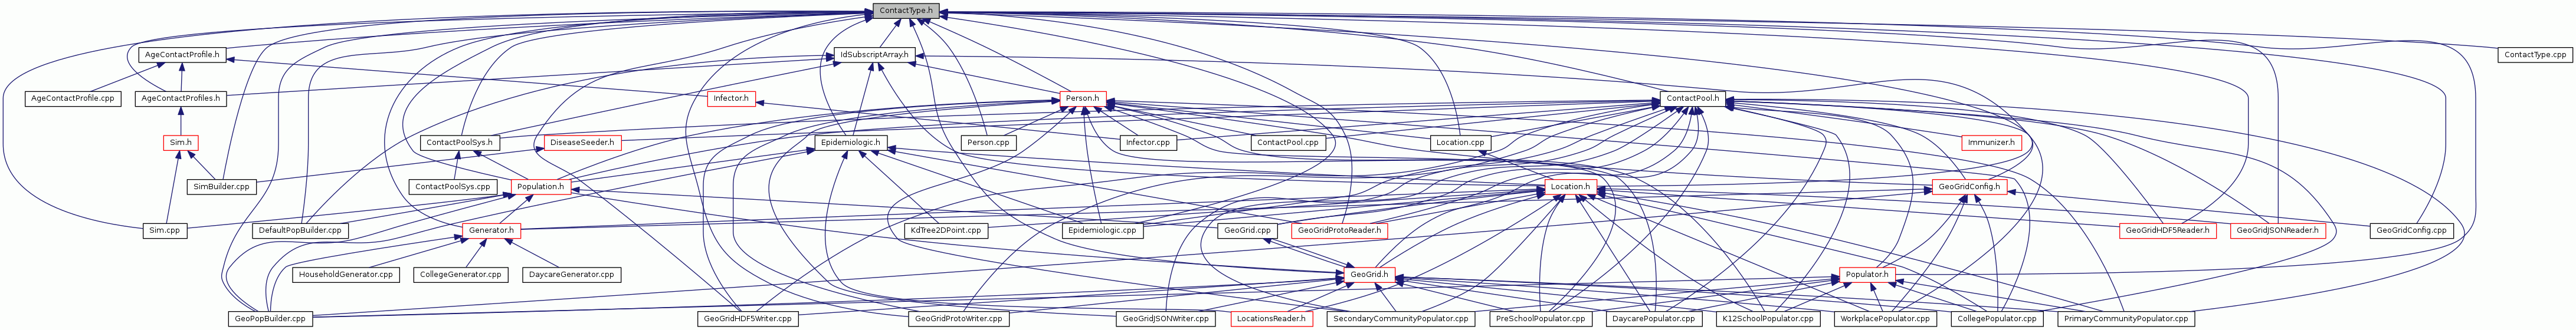 ContactType.h
AgeContactProfile.h
IdSubscriptArray.h
ContactType.cpp
AgeContactProfile.cpp
AgeContactProfiles.h
Infector.h
Person.h
ContactPool.h
Sim.h
ContactPoolSys.h
DiseaseSeeder.h
Epidemiologic.h
Person.cpp
Infector.cpp
ContactPool.cpp
Location.cpp
Immunizer.h
SimBuilder.cpp
ContactPoolSys.cpp
Population.h
Location.h
GeoGridConfig.h
Sim.cpp
DefaultPopBuilder.cpp
Generator.h
KdTree2DPoint.cpp
Epidemiologic.cpp
GeoGrid.cpp
GeoGridProtoReader.h
GeoGridHDF5Reader.h
GeoGridJSONReader.h
GeoGridConfig.cpp
HouseholdGenerator.cpp
CollegeGenerator.cpp
DaycareGenerator.cpp
GeoGrid.h
Populator.h
GeoPopBuilder.cpp
GeoGridHDF5Writer.cpp
GeoGridProtoWriter.cpp
GeoGridJSONWriter.cpp
LocationsReader.h
SecondaryCommunityPopulator.cpp
PreSchoolPopulator.cpp
DaycarePopulator.cpp
K12SchoolPopulator.cpp
WorkplacePopulator.cpp
CollegePopulator.cpp
PrimaryCommunityPopulator.cpp